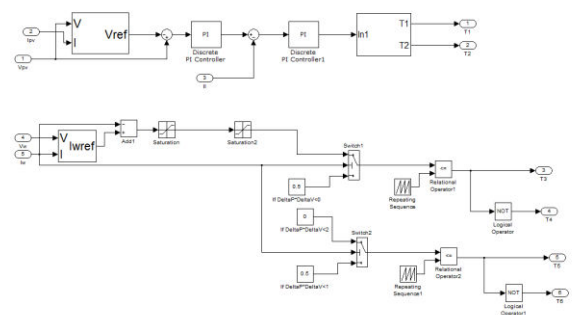 2
Ipv
1
Vpv
V
I
Vref
PI
Discrete
PI Controller
3
PI
Discrete
PI Controller1
In1
T1
T2
1
T1
2
T2
4
Vw
5
Iw
V
I
Iwref
Add1
Saturation
Saturation2
Switch1
0.5
If DeltaP*DeltaV<0
Repeating
Sequence
<=
Relational
Operator1
3
T3
NOT
Logical
Operator
4
T4
0
If DeltaP*DeltaV<2
Switch2
0.5
If DeltaP*DeltaV<1
Repeating
Sequence1
<=
Relational
Operator2
5
T5
NOT
Logical
Operator1
6
T6